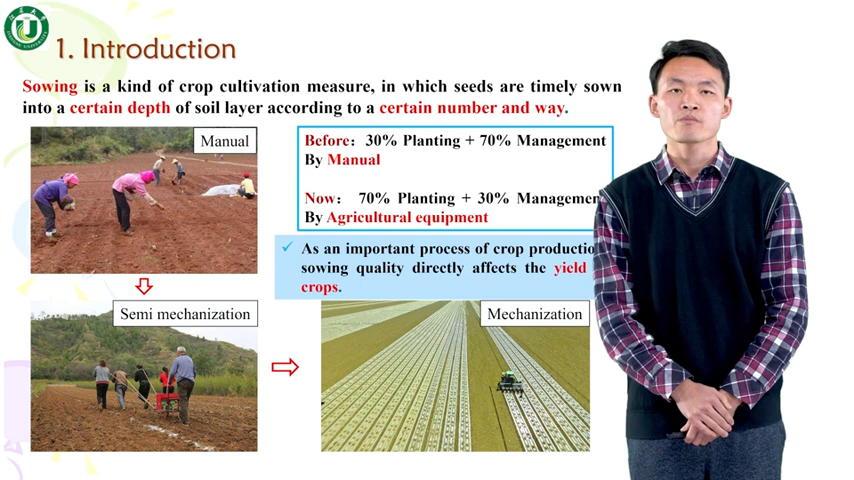 1. Introduction
Sowing is a kind of crop cultivation measure, in which seeds are timely sown
into a certain depth of soil layer according to a certain number and way.
Manual
Before：30% Planting + 70% Management
By Manual
Now： 70% Planting + 30% Managemen
By Agricultural equipment
✓ As an important process of crop productio
sowing quality directly affects the yield
crops.
Semi mechanization
Mechanization